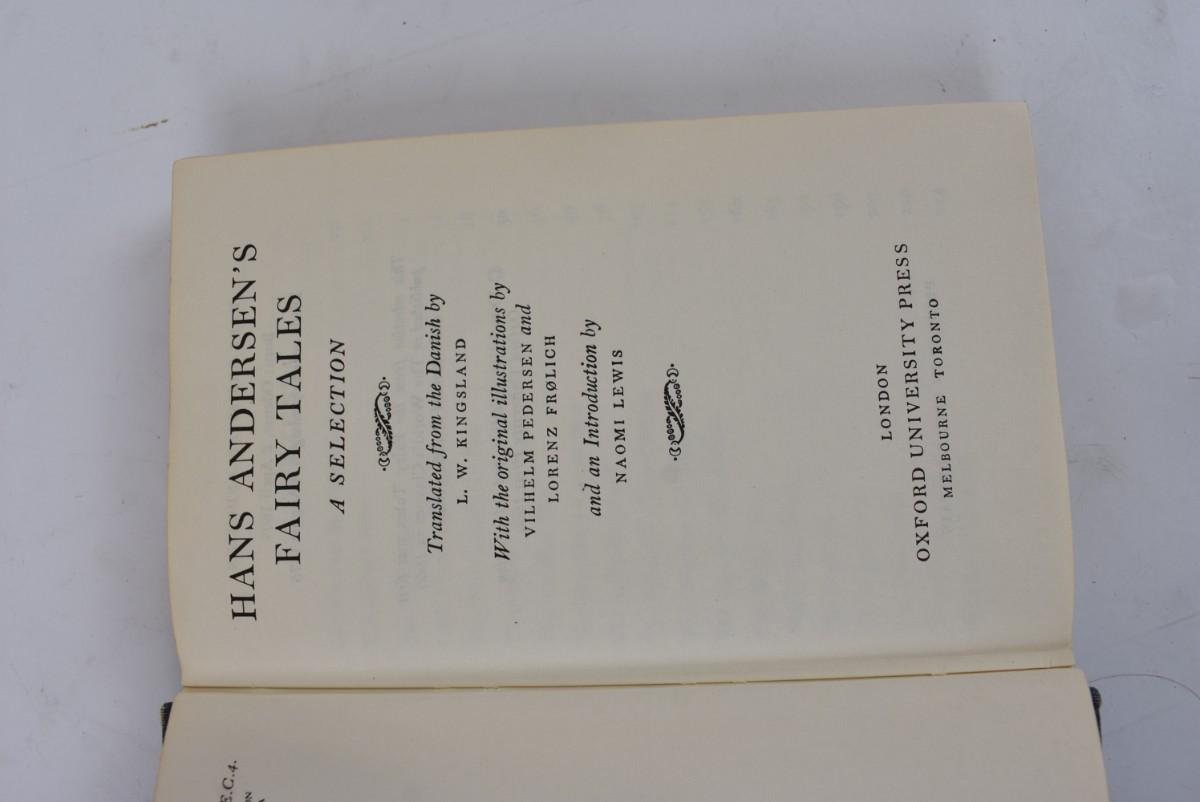 HANS ANDERSEN'S
FAIRY TALES
A SELECTION
Translated from the Danish by
L. W. KINGSLAND
With the original illustrations by
VILHELM PEDERSEN and
LORENZ FRØLICH
and an Introduction by
NAOMI LEWIS
LONDON
OXFORD UNIVERSITY PRESS
MELBOURNE TORONTO
E.C.4.